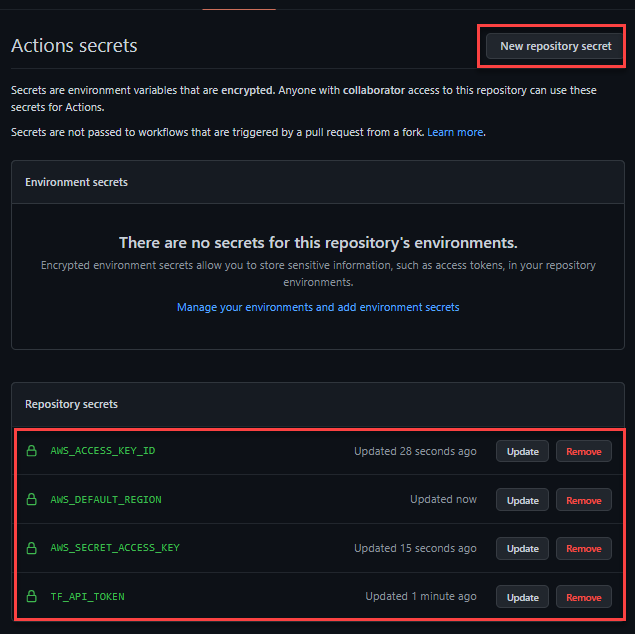 Actions secrets
New repository secret
Secrets are environment variables that are encrypted. Anyone with collaborator access to this repository can use these
secrets for Actions.
Secrets are not passed to workflows that are triggered by a pull request from a fork. Learn more.
Environment secrets
There are no secrets for this repository's environments.
Encrypted environment secrets allow you to store sensitive information, such as access tokens, in your repository
environments.
Manage your environments and add environment secrets
Repository secrets
AWS_ACCESS_KEY_ID Updated 28 seconds ago Update Remove
AWS_DEFAULT_REGION Updated now Update Remove
AWS_SECRET_ACCESS_KEY Updated 15 seconds ago Update Remove
TF_API_TOKEN Updated 1 minute ago Update Remove